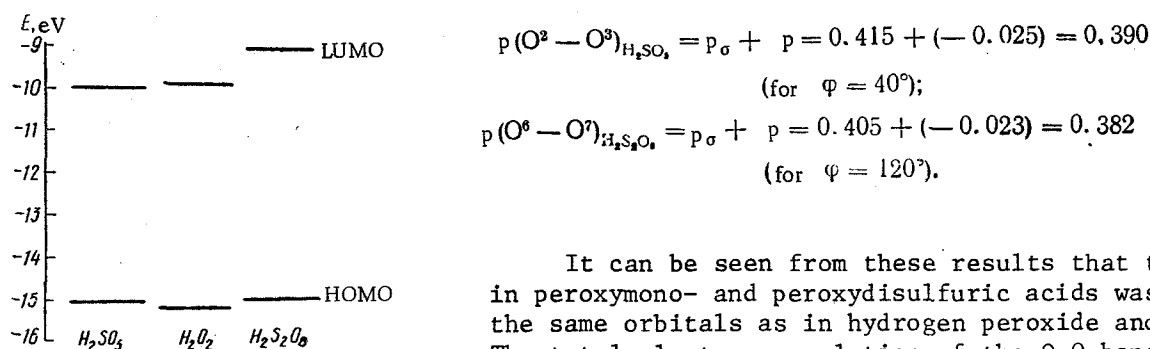 E, eV
-9
LUMO
-10
-11
-12
-13
-14
-15
HOMO
-16
H₂SO₅ H₂O₂ H₂S₂O₈
p (O² — O³)H₂SO₅ = pσ + p = 0.415 + (— 0.025) = 0,390
(for φ = 40°);
p (O⁶ — O⁷)H₂S₂O₈ = pσ + p = 0.405 + (— 0.023) = 0.382
(for φ = 120°).
It can be seen from these results that
in peroxymono- and peroxydisulfuric acids was
the same orbitals as in hydrogen peroxide and